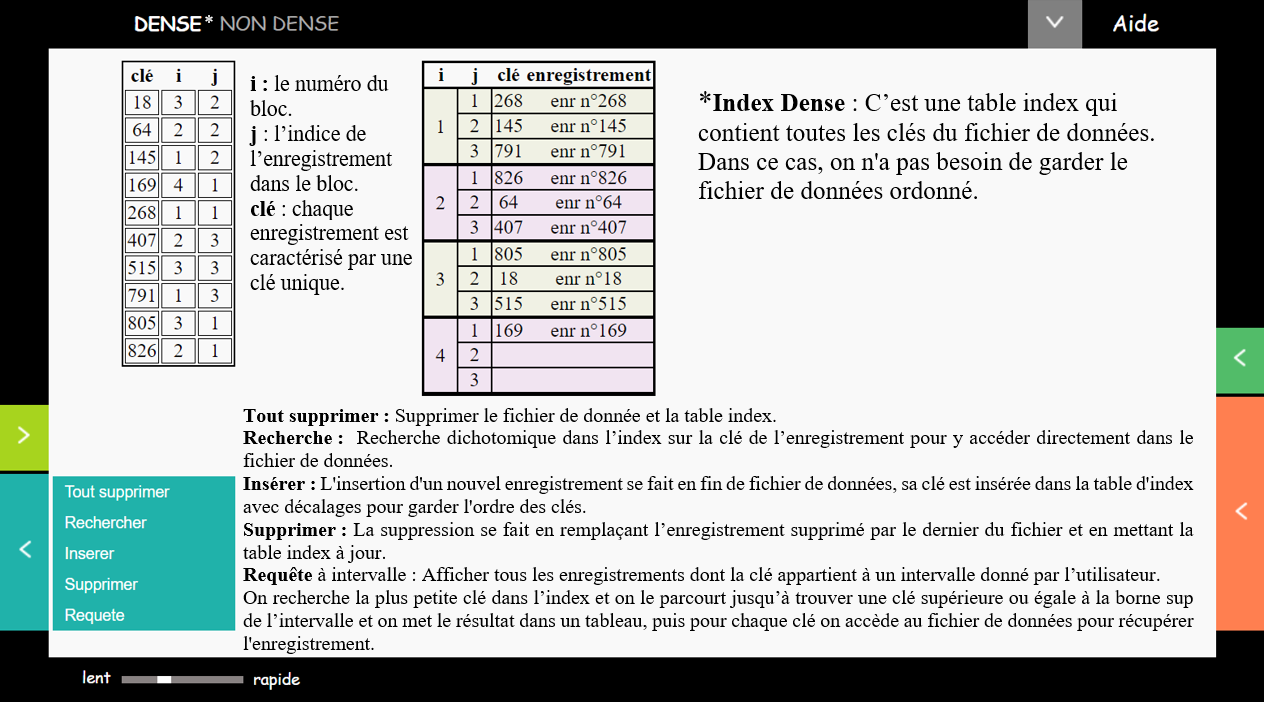 DENSE* NON DENSE
Aide
clé i j
18 3 2
64 2 2
145 1 2
169 4 1
268 1 1
407 2 3
515 3 3
791 1 3
805 3 1
826 2 1
i : le numéro du
bloc.
j : l’indice de
l’enregistrement
dans le bloc.
clé : chaque
enregistrement est
caractérisé par une
clé unique.
i j clé enregistrement
1 268 enr n°268
1 2 145 enr n°145
3 791 enr n°791
1 826 enr n°826
2 2 64 enr n°64
3 407 enr n°407
1 805 enr n°805
3 2 18 enr n°18
3 515 enr n°515
1 169 enr n°169
4 2
3
*Index Dense : C’est une table index qui
contient toutes les clés du fichier de données.
Dans ce cas, on n'a pas besoin de garder le
fichier de données ordonné.
Tout supprimer : Supprimer le fichier de donnée et la table index.
Recherche : Recherche dichotomique dans l’index sur la clé de l’enregistrement pour y accéder directement dans le
fichier de données.
Insérer : L'insertion d'un nouvel enregistrement se fait en fin de fichier de données, sa clé est insérée dans la table d'index
avec décalages pour garder l'ordre des clés.
Supprimer : La suppression se fait en remplaçant l’enregistrement supprimé par le dernier du fichier et en mettant la
table index à jour.
Requête à intervalle : Afficher tous les enregistrements dont la clé appartient à un intervalle donné par l’utilisateur.
On recherche la plus petite clé dans l’index et on le parcourt jusqu’à trouver une clé supérieure ou égale à la borne sup
de l’intervalle et on met le résultat dans un tableau, puis pour chaque clé on accède au fichier de données pour récupérer
l'enregistrement.
Tout supprimer
Rechercher
Inserer
Supprimer
Requete
lent rapide